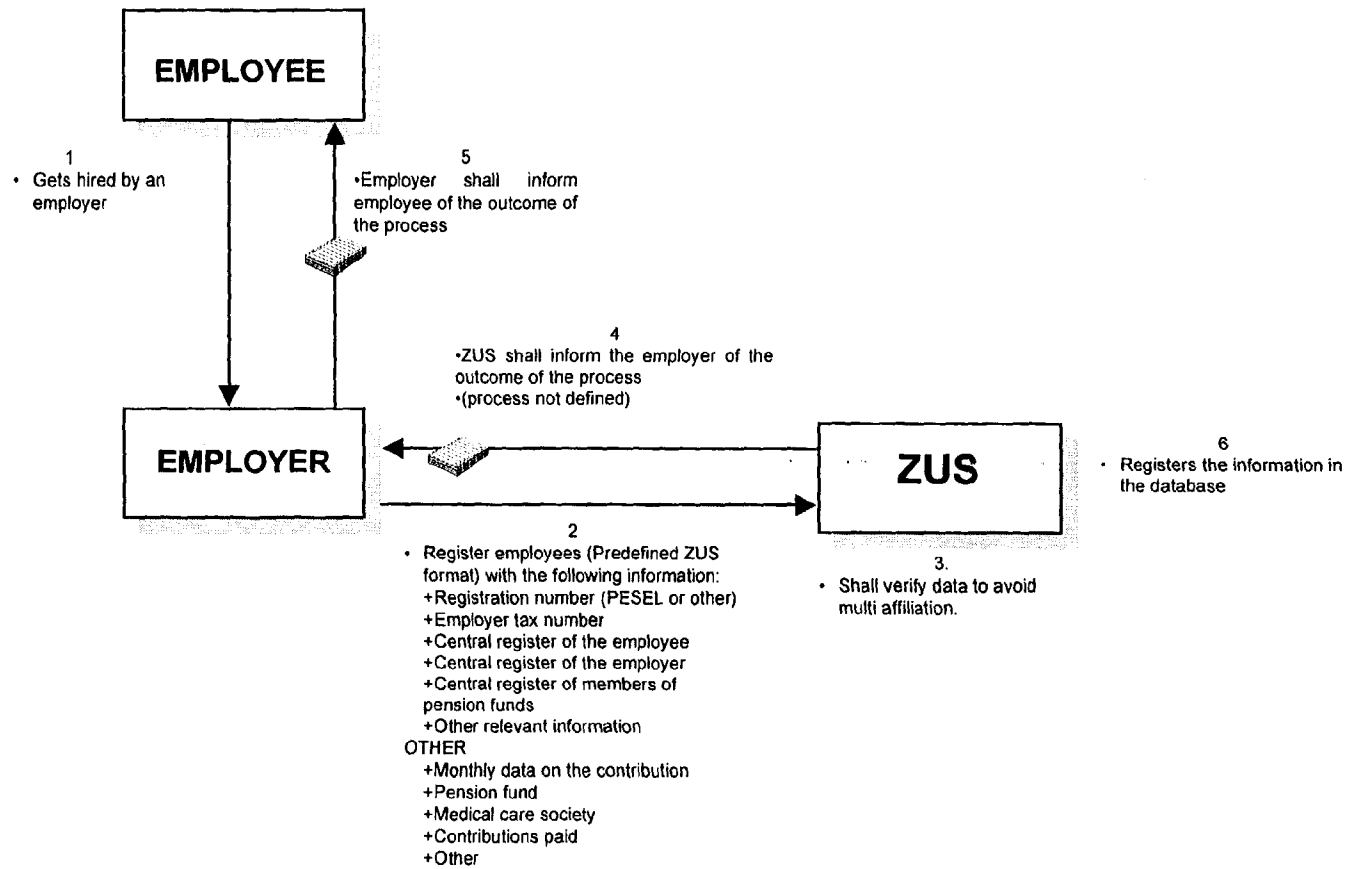 EMPLOYEE
1
• Gets hired by an
employer
5
•Employer shall inform
employee of the outcome of
the process
4
•ZUS shall inform the employer of the
outcome of the process
•(process not defined)
EMPLOYER
ZUS
6
• Registers the information in
the database
2
• Register employees (Predefined ZUS
format) with the following information:
+Registration number (PESEL or other)
+Employer tax number
+Central register of the employee
+Central register of the employer
+Central register of members of
pension funds
+Other relevant information
OTHER
+Monthly data on the contribution
+Pension fund
+Medical care society
+Contributions paid
+Other
3.
• Shall verify data to avoid
multi affiliation.